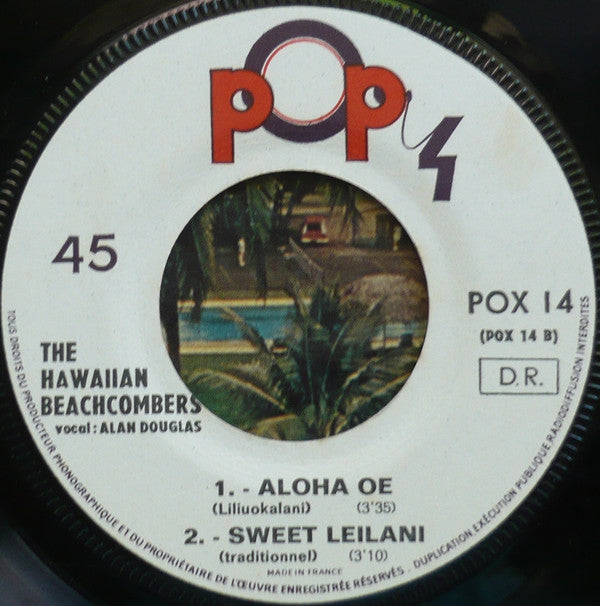 POP's
45
POX 14
(POX 14 B)
D.R.
THE
HAWAIIAN
BEACHCOMBERS
vocal: ALAN DOUGLAS
1. - ALOHA OE
(Liliuokalani) (3'35)
2. - SWEET LEILANI
(traditionnel) (3'10)
MADE IN FRANCE
TOUS DROITS DU PRODUCTEUR PHONOGRAPHIQUE ET DU PROPRIÉTAIRE DE L'ŒUVRE ENREGISTRÉE RÉSERVÉS - DUPLICATION EXÉCUTION PUBLIQUE, RADIODIFFUSION INTERDITES